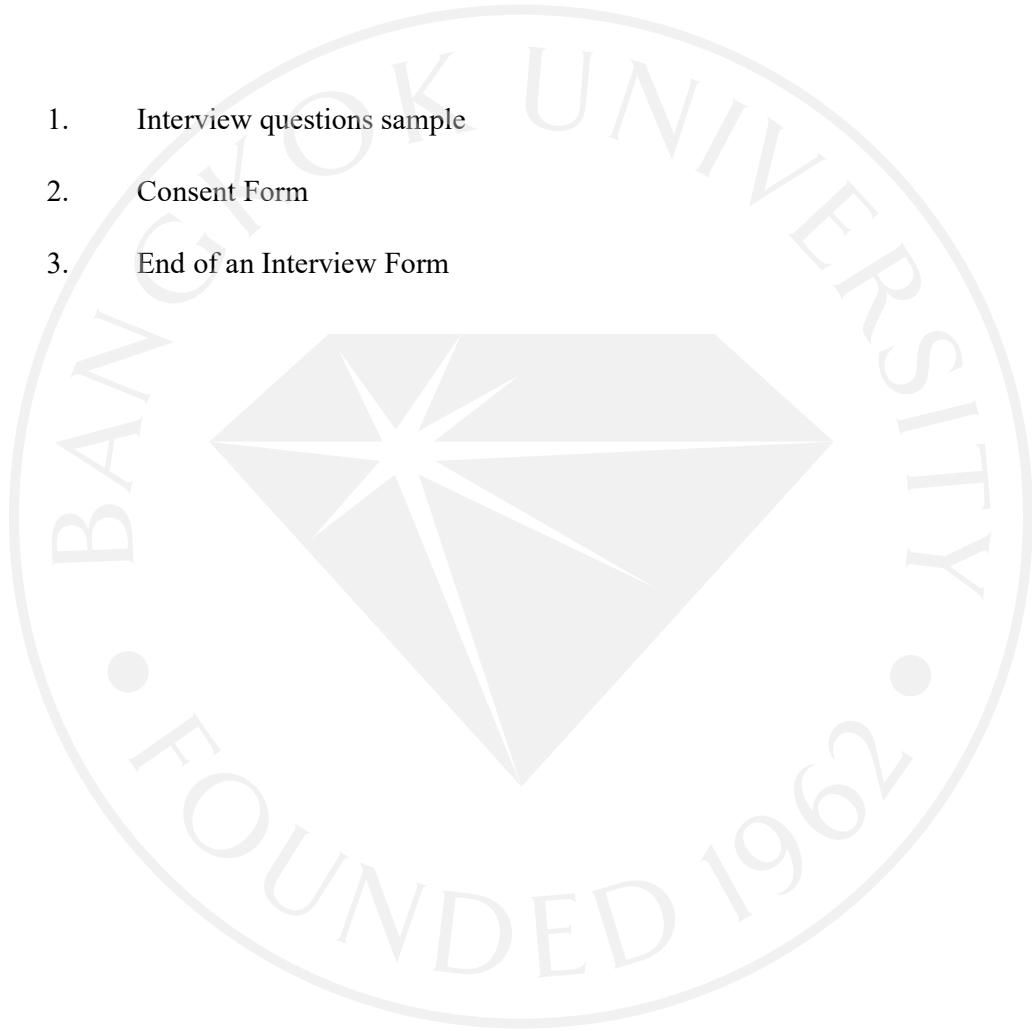 1. Interview questions sample
2. Consent Form
3. End of an Interview Form
BANGKOK UNIVERSITY
• FOUNDED 1962 •